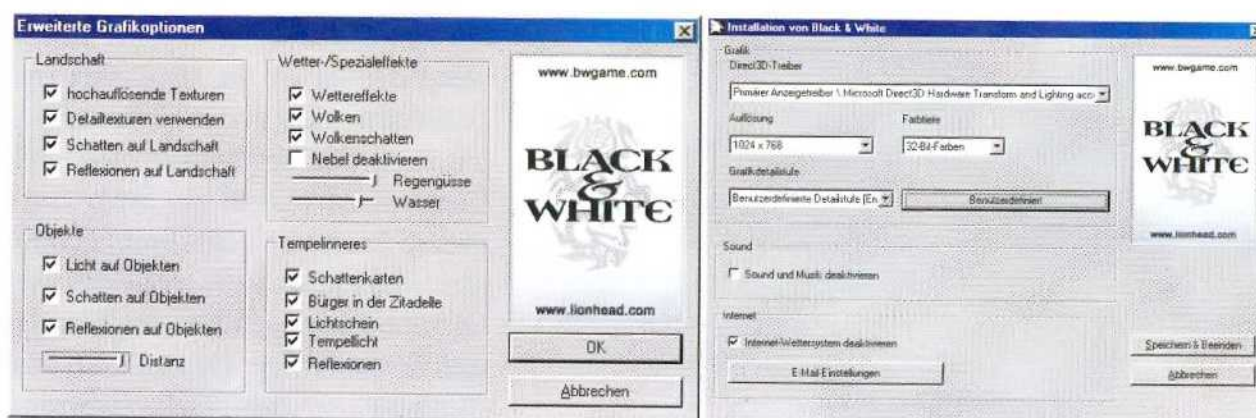 Erweiterte Grafikoptionen
Landschaft
hochauflösende Texturen
Detailtexturen verwenden
Schatten auf Landschaft
Reflexionen auf Landschaft
Objekte
Licht auf Objekten
Schatten auf Objekten
Reflexionen auf Objekten
Distanz
Wetter-/Spezialeffekte
Wettereffekte
Wolken
Wolkenschatten
Nebel deaktivieren
Regengüsse
Wasser
Tempelinneres
Schattenkarten
Bürger in der Zitadelle
Lichtschein
Tempellicht
Reflexionen
www.bwgame.com
BLACK
&
WHITE
www.lionhead.com
OK
Abbrechen
Installation von Black & White
Grafik
Direct3D-Treiber
Primärer Anzeigetreiber \ Microsoft Direct3D Hardware Transform and Lighting acc
Auflösung
Farbtiefe
1024 x 768
32-Bit-Farben
Grafikdetailstufe
Benutzerdefinierte Detailstufe (En
Benutzerdefiniert
Sound
Sound und Musik deaktivieren
Internet
Internet-Wettersystem deaktivieren
E-Mail-Einstellungen
www.bwgame.com
BLACK
&
WHITE
www.lionhead.com
Speichern & Beenden
Abbrechen